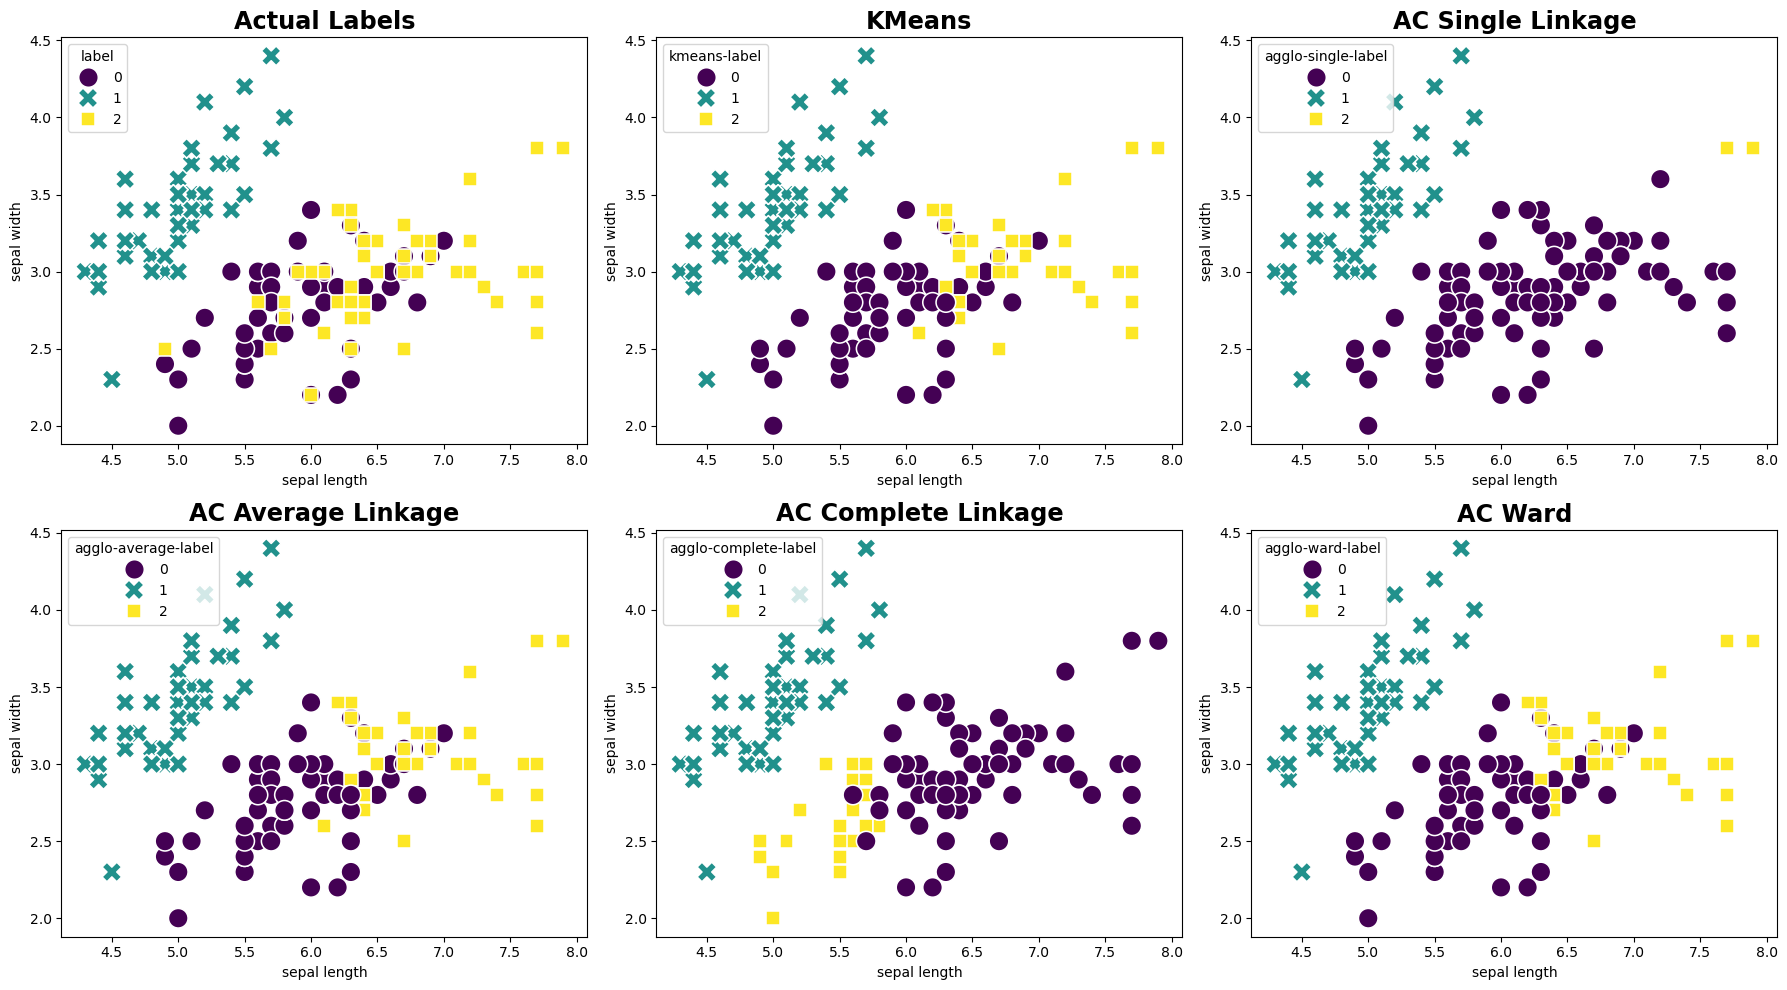 Actual Labels
4.5
4.0
3.5
3.0
2.5
2.0
sepal width
label
0
1
2
4.5 5.0 5.5 6.0 6.5 7.0 7.5 8.0
sepal length
KMeans
4.5
4.0
3.5
3.0
2.5
2.0
sepal width
kmeans-label
0
1
2
4.5 5.0 5.5 6.0 6.5 7.0 7.5 8.0
sepal length
AC Single Linkage
4.5
4.0
3.5
3.0
2.5
2.0
sepal width
agglo-single-label
0
1
2
4.5 5.0 5.5 6.0 6.5 7.0 7.5 8.0
sepal length
AC Average Linkage
4.5
4.0
3.5
3.0
2.5
2.0
sepal width
agglo-average-label
0
1
2
4.5 5.0 5.5 6.0 6.5 7.0 7.5 8.0
sepal length
AC Complete Linkage
4.5
4.0
3.5
3.0
2.5
2.0
sepal width
agglo-complete-label
0
1
2
4.5 5.0 5.5 6.0 6.5 7.0 7.5 8.0
sepal length
AC Ward
4.5
4.0
3.5
3.0
2.5
2.0
sepal width
agglo-ward-label
0
1
2
4.5 5.0 5.5 6.0 6.5 7.0 7.5 8.0
sepal length